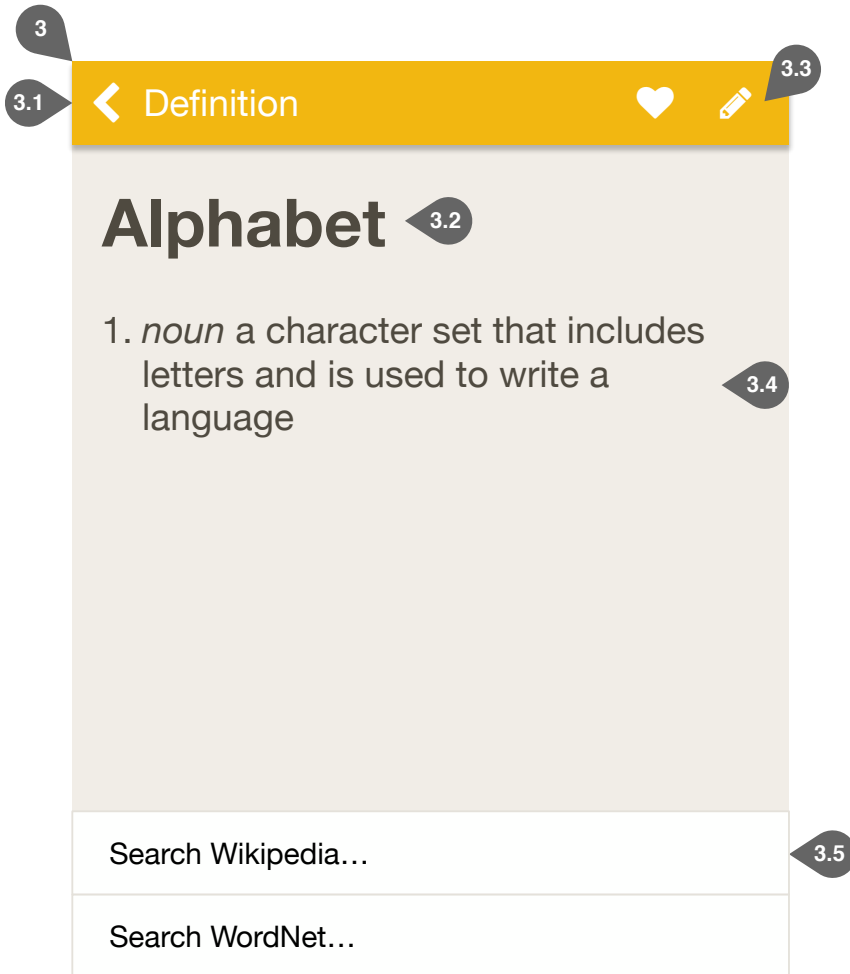 3
3.1
Definition
3.3
Alphabet
3.2
1. noun a character set that includes
letters and is used to write a
language
3.4
Search Wikipedia…
3.5
Search WordNet…